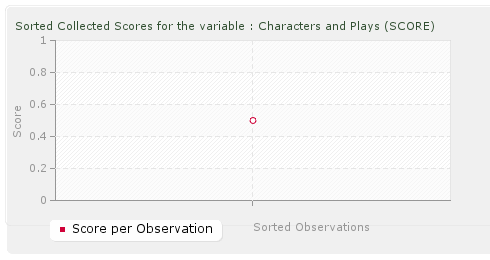 Sorted Collected Scores for the variable : Characters and Plays (SCORE)
1
0.8
0.6
0.4
0.2
0
Score
Sorted Observations
Score per Observation